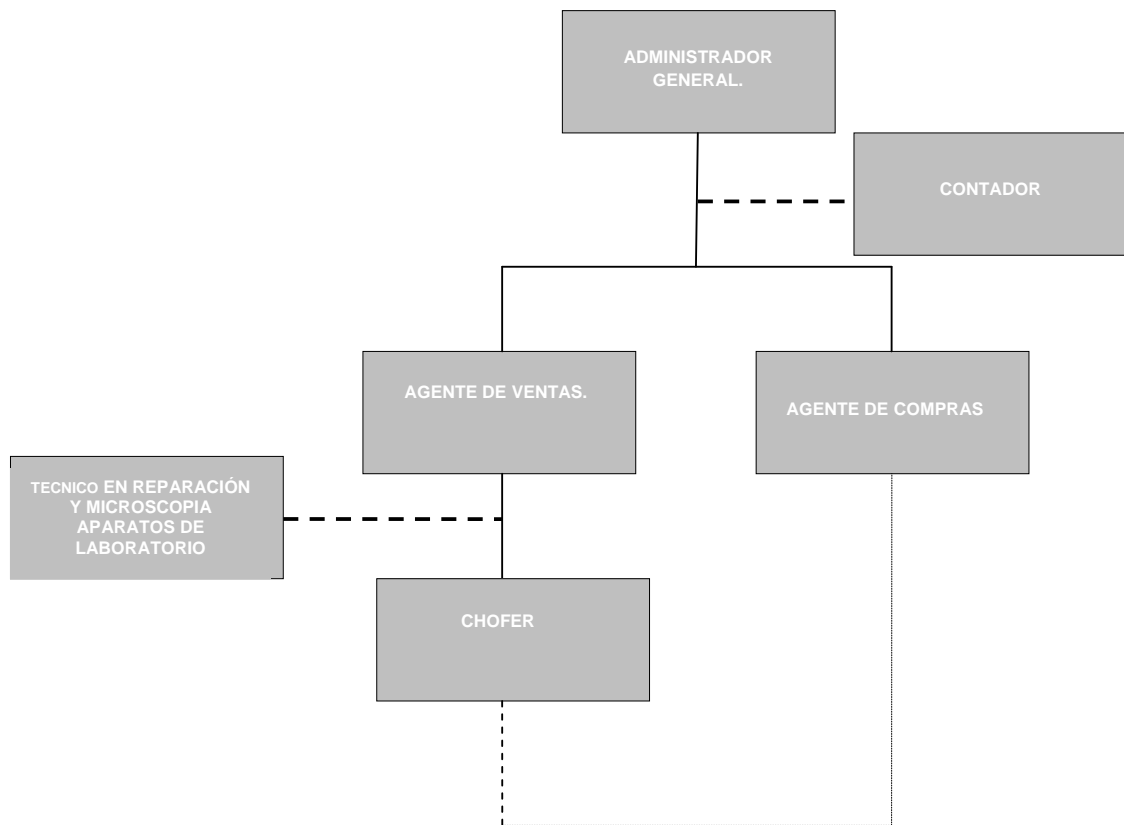 ADMINISTRADOR
GENERAL.
CONTADOR
AGENTE DE VENTAS.
AGENTE DE COMPRAS
TECNICO EN REPARACIÓN
Y MICROSCOPIA
APARATOS DE
LABORATORIO
CHOFER